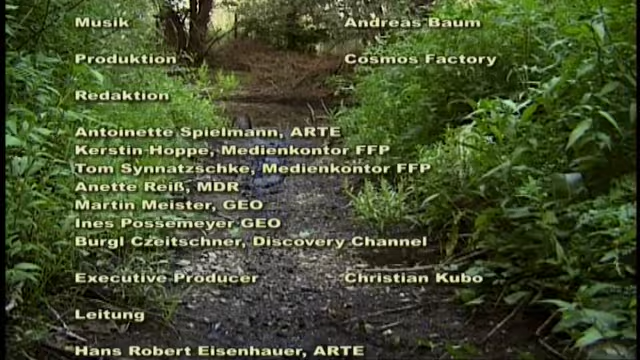 Musik Andreas Baum
Produktion Cosmos Factory
Redaktion
Antoinette Spielmann, ARTE
Kerstin Hoppe, Medienkontor FFP
Tom Synnatzschke, Medienkontor FFP
Anette Reiß, MDR
Martin Meister, GEO
Ines Possemeyer GEO
Burgl Czeitschner, Discovery Channel
Executive Producer Christian Kubo
Leitung
Hans Robert Eisenhauer, ARTE